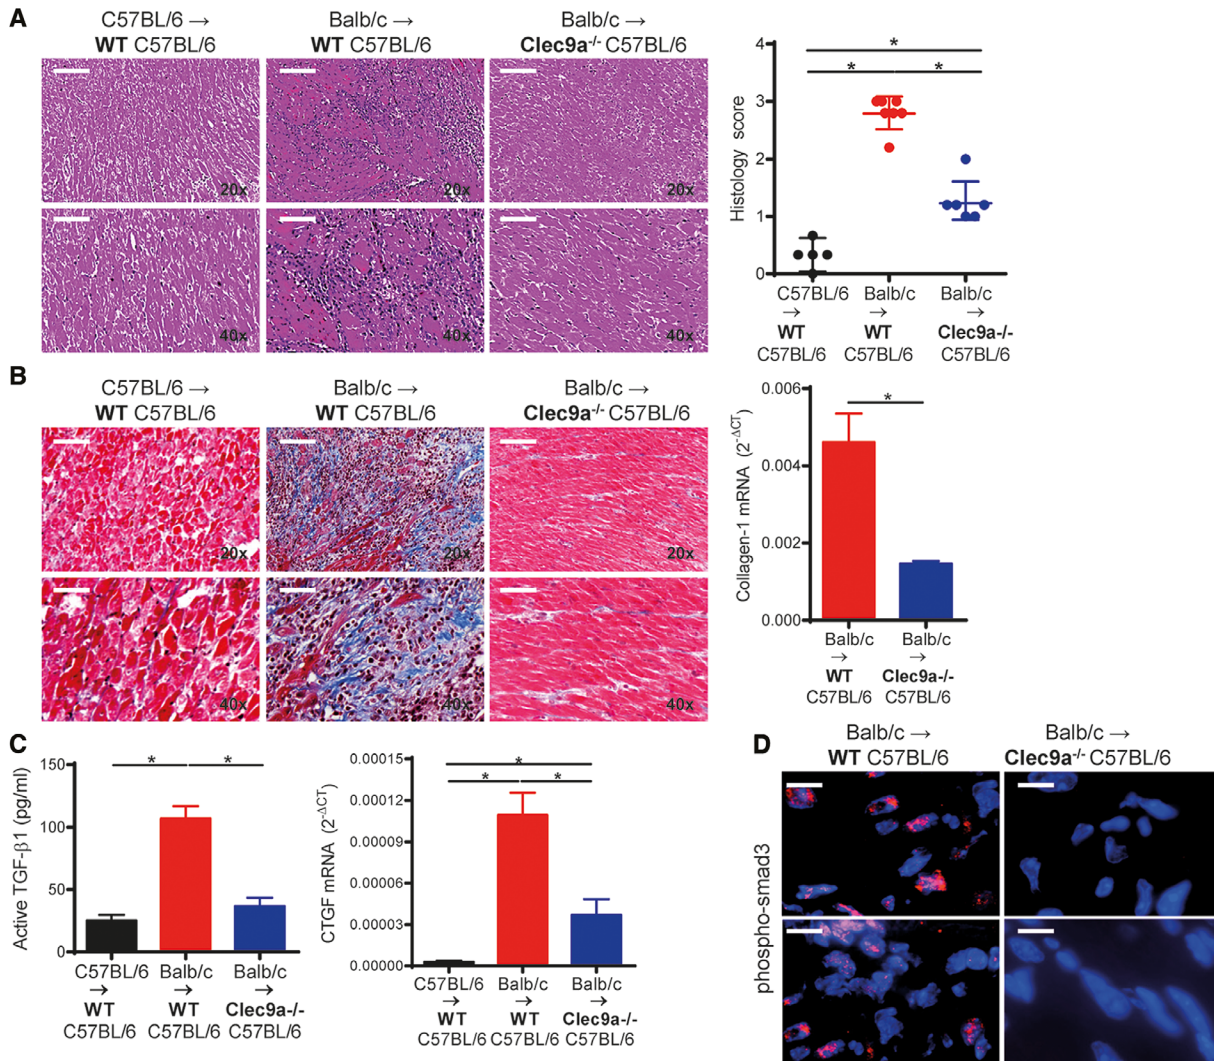 A
C57BL/6 →
WT C57BL/6
Balb/c →
WT C57BL/6
Balb/c →
Clec9a-/- C57BL/6
20x
20x
20x
40x
40x
40x
Histology score
4
3
2
1
0
*
*
*
C57BL/6
→
WT
C57BL/6
Balb/c
→
WT
C57BL/6
Balb/c
→
Clec9a-/-
C57BL/6
B
C57BL/6 →
WT C57BL/6
Balb/c →
WT C57BL/6
Balb/c →
Clec9a-/- C57BL/6
20x
20x
20x
40x
40x
40x
Collagen-1 mRNA (2-ΔCT)
0.006
0.004
0.002
0.000
*
Balb/c
→
WT
C57BL/6
Balb/c
→
Clec9a-/-
C57BL/6
C
Active TGF-β1 (pg/ml)
150
100
50
0
*
*
C57BL/6
→
WT
C57BL/6
Balb/c
→
WT
C57BL/6
Balb/c
→
Clec9a-/-
C57BL/6
CTGF mRNA (2-ΔCT)
0.00015
0.00012
0.00009
0.00006
0.00003
0.00000
*
*
*
C57BL/6
→
WT
C57BL/6
Balb/c
→
WT
C57BL/6
Balb/c
→
Clec9a-/-
C57BL/6
D
Balb/c →
WT C57BL/6
Balb/c →
Clec9a-/- C57BL/6
phospho-smad3